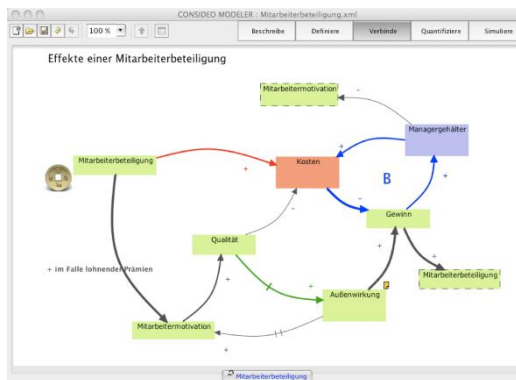 CONSIDEO MODELER : Mitarbeiterbeteiligung.xml
100 %
Beschreibe
Definiere
Verbinde
Quantifiziere
Simuliere
Effekte einer Mitarbeiterbeteiligung
Mitarbeitermotivation
-
Managergehälter
Mitarbeiterbeteiligung
+
Kosten
+
B
+
-
-
Gewinn
Qualität
+
+
+ im Falle lohnender Prämien
+
+
Mitarbeiterbeteiligung
Außenwirkung
Mitarbeitermotivation
+
Mitarbeiterbeteiligung